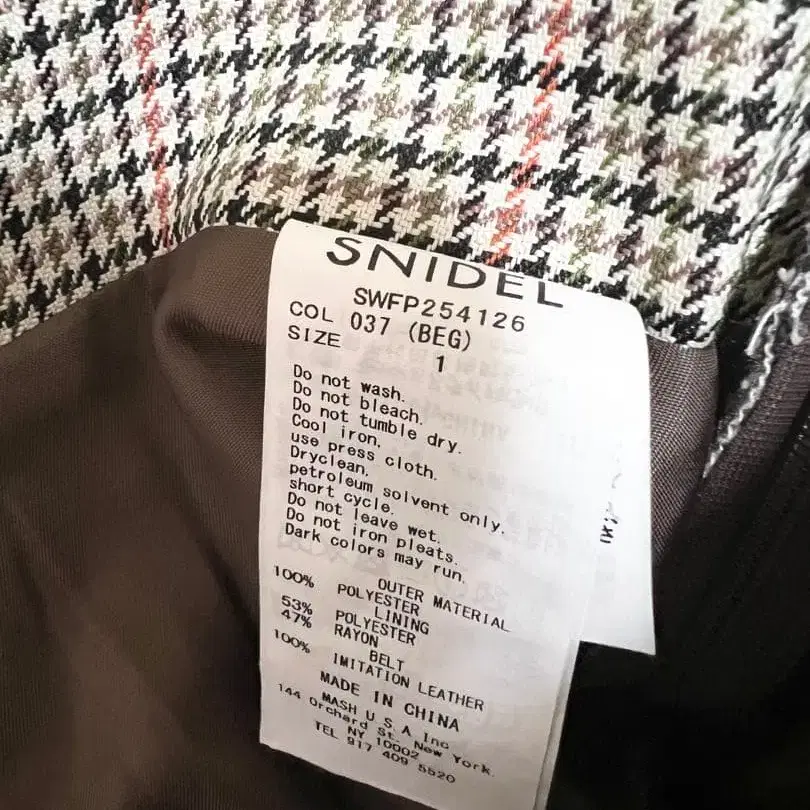 SNIDEL
SWFP254126
COL 037 (BEG)
SIZE 1
Do not wash.
Do not bleach.
Do not tumble dry.
Cool iron,
use press cloth.
Dryclean,
petroleum solvent only.
short cycle.
Do not leave wet.
Do not iron pleats.
Dark colors may run.
OUTER MATERIAL
100% POLYESTER
LINING
53% POLYESTER
47% RAYON
BELT
100% IMITATION LEATHER
MADE IN CHINA
MASH U S A Inc
144 Orchard St. New York.
NY 10002
TEL 917 409 5520